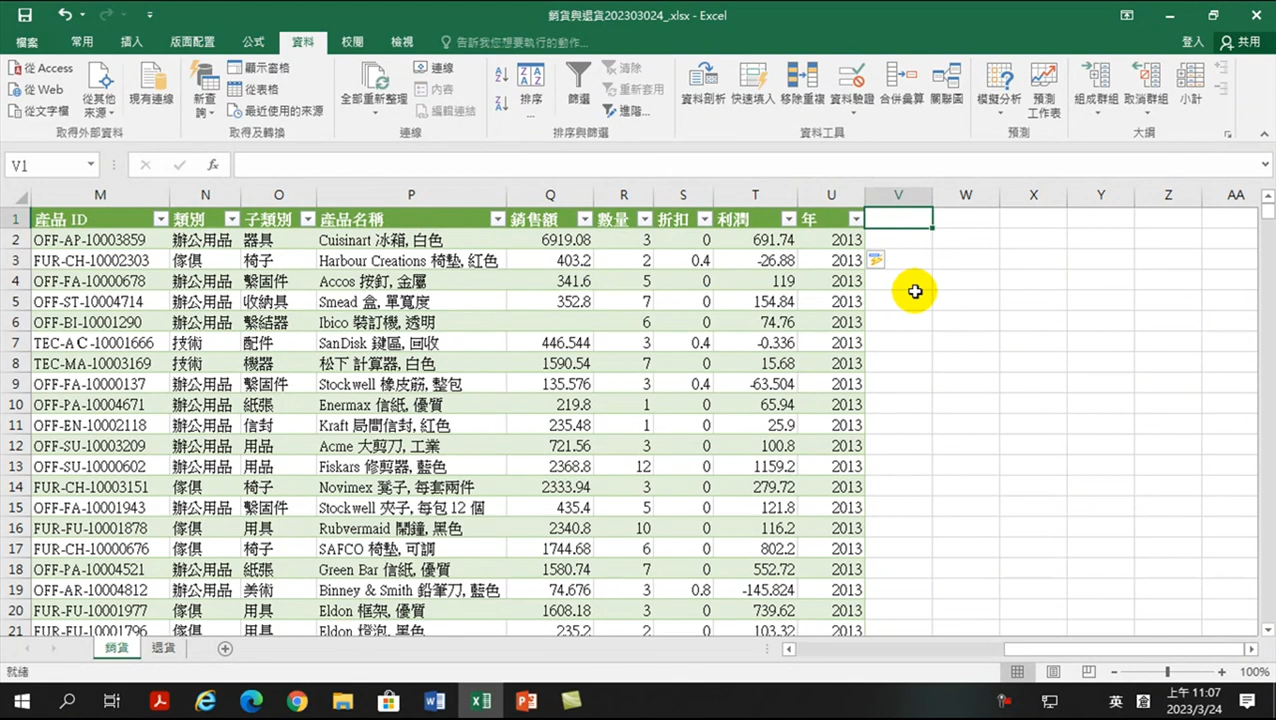 銷貨與退貨202303024_.xlsx - Excel
檔案 常用 插入 版面配置 公式 資料 校閱 檢視 告訴我您想要執行的動作... 登入 共用
從 Access 從 Web 從文字檔 從其他來源 現有連線 新查詢 顯示查詢 從表格 最近使用的來源 全部重新整理 連線 內容 編輯連結 排序... 篩選 清除 重新套用 進階... 資料剖析 快速填入 移除重複 資料驗證 合併彙算 關聯圖 模擬分析 預測工作表 組成群組 取消群組 小計
取得外部資料 取得及轉換 連線 排序與篩選 資料工具 預測 大綱
V1 fx
M N O P Q R S T U V W X Y Z AA
1 產品 ID 類別 子類別 產品名稱 銷售額 數量 折扣 利潤 年
2 OFF-AP-10003859 辦公用品 器具 Cuisinart 冰箱, 白色 6919.08 3 0 691.74 2013
3 FUR-CH-10002303 傢俱 椅子 Harbour Creations 椅墊, 紅色 403.2 2 0.4 -26.88 2013
4 OFF-FA-10000678 辦公用品 繫固件 Accos 按釘, 金屬 341.6 5 0 119 2013
5 OFF-ST-10004714 辦公用品 收納具 Smead 盒, 單寬度 352.8 7 0 154.84 2013
6 OFF-BI-10001290 辦公用品 繫結器 Ibico 裝訂機, 透明 6 0 74.76 2013
7 TEC-AＣ-10001666 技術 配件 SanDisk 鍵區, 回收 446.544 3 0.4 -0.336 2013
8 TEC-MA-10003169 技術 機器 松下 計算器, 白色 1590.54 7 0 15.68 2013
9 OFF-FA-10000137 辦公用品 繫固件 Stockwell 橡皮筋, 整包 135.576 3 0.4 -63.504 2013
10 OFF-PA-10004671 辦公用品 紙張 Enermax 信紙, 優質 219.8 1 0 65.94 2013
11 OFF-EN-10002118 辦公用品 信封 Kraft 局間信封, 紅色 235.48 1 0 25.9 2013
12 OFF-SU-10003209 辦公用品 用品 Acme 大剪刀, 工業 721.56 3 0 100.8 2013
13 OFF-SU-10000602 辦公用品 用品 Fiskars 修剪器, 藍色 2368.8 12 0 1159.2 2013
14 FUR-CH-10003151 傢俱 椅子 Novimex 凳子, 每套兩件 2333.94 3 0 279.72 2013
15 OFF-FA-10001943 辦公用品 繫固件 Stockwell 夾子, 每包 12 個 435.4 5 0 121.8 2013
16 FUR-FU-10001878 傢俱 用具 Rubvermaid 鬧鐘, 黑色 2340.8 10 0 116.2 2013
17 FUR-CH-10000676 傢俱 椅子 SAFCO 椅墊, 可調 1744.68 6 0 802.2 2013
18 OFF-PA-10004521 辦公用品 紙張 Green Bar 信紙, 優質 1580.74 7 0 552.72 2013
19 OFF-AR-10004812 辦公用品 美術 Binney & Smith 鉛筆刀, 藍色 74.676 3 0.8 -145.824 2013
20 FUR-FU-10001977 傢俱 用具 Eldon 框架, 優質 1608.18 3 0 739.62 2013
21 FUR-FU-10001796 傢俱 用具 Eldon 燈泡, 黑色 235.2 2 0 103.32 2013
銷貨 退貨
就緒 100%
英 上午 11:07
2023/3/24